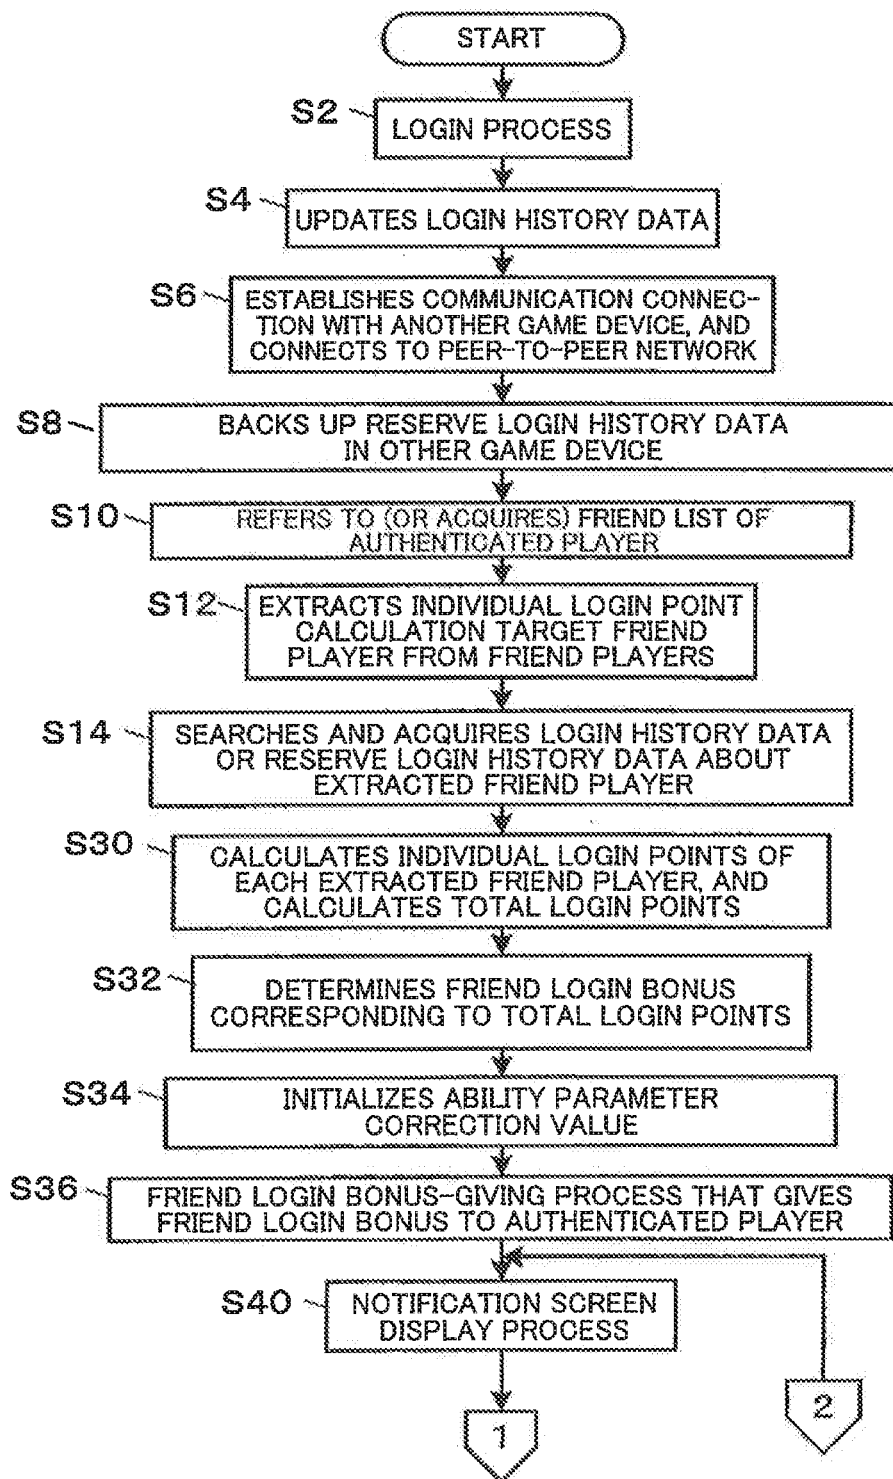 START
S2
LOGIN PROCESS
S4
UPDATES LOGIN HISTORY DATA
S6
ESTABLISHES COMMUNICATION CONNEC-
TION WITH ANOTHER GAME DEVICE, AND
CONNECTS TO PEER-TO-PEER NETWORK
S8
BACKS UP RESERVE LOGIN HISTORY DATA
IN OTHER GAME DEVICE
S10
REFERS TO (OR ACQUIRES) FRIEND LIST OF
AUTHENTICATED PLAYER
S12
EXTRACTS INDIVIDUAL LOGIN POINT
CALCULATION TARGET FRIEND
PLAYER FROM FRIEND PLAYERS
S14
SEARCHES AND ACQUIRES LOGIN HISTORY DATA
OR RESERVE LOGIN HISTORY DATA ABOUT
EXTRACTED FRIEND PLAYER
S30
CALCULATES INDIVIDUAL LOGIN POINTS OF
EACH EXTRACTED FRIEND PLAYER, AND
CALCULATES TOTAL LOGIN POINTS
S32
DETERMINES FRIEND LOGIN BONUS
CORRESPONDING TO TOTAL LOGIN POINTS
S34
INITIALIZES ABILITY PARAMETER
CORRECTION VALUE
S36
FRIEND LOGIN BONUS-GIVING PROCESS THAT GIVES
FRIEND LOGIN BONUS TO AUTHENTICATED PLAYER
S40
NOTIFICATION SCREEN
DISPLAY PROCESS
1
2